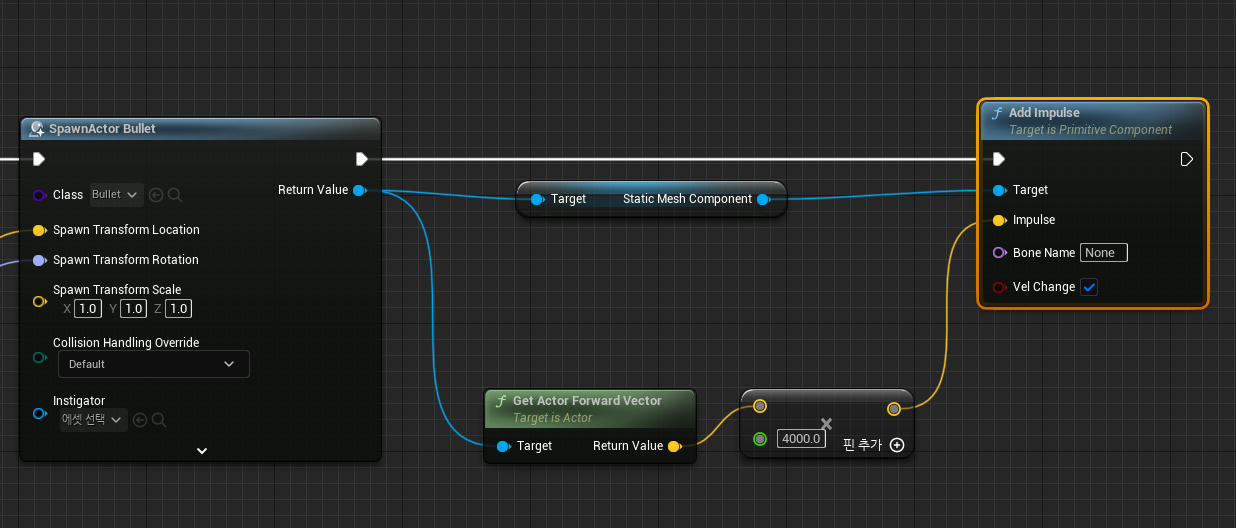 SpawnActor Bullet
Class Bullet
Return Value
Spawn Transform Location
Spawn Transform Rotation
Spawn Transform Scale
X 1.0 Y 1.0 Z 1.0
Collision Handling Override
Default
Instigator
에셋 선택
Target Static Mesh Component
Get Actor Forward Vector
Target is Actor
Target Return Value
×
4000.0
핀 추가
Add Impulse
Target is Primitive Component
Target
Impulse
Bone Name None
Vel Change